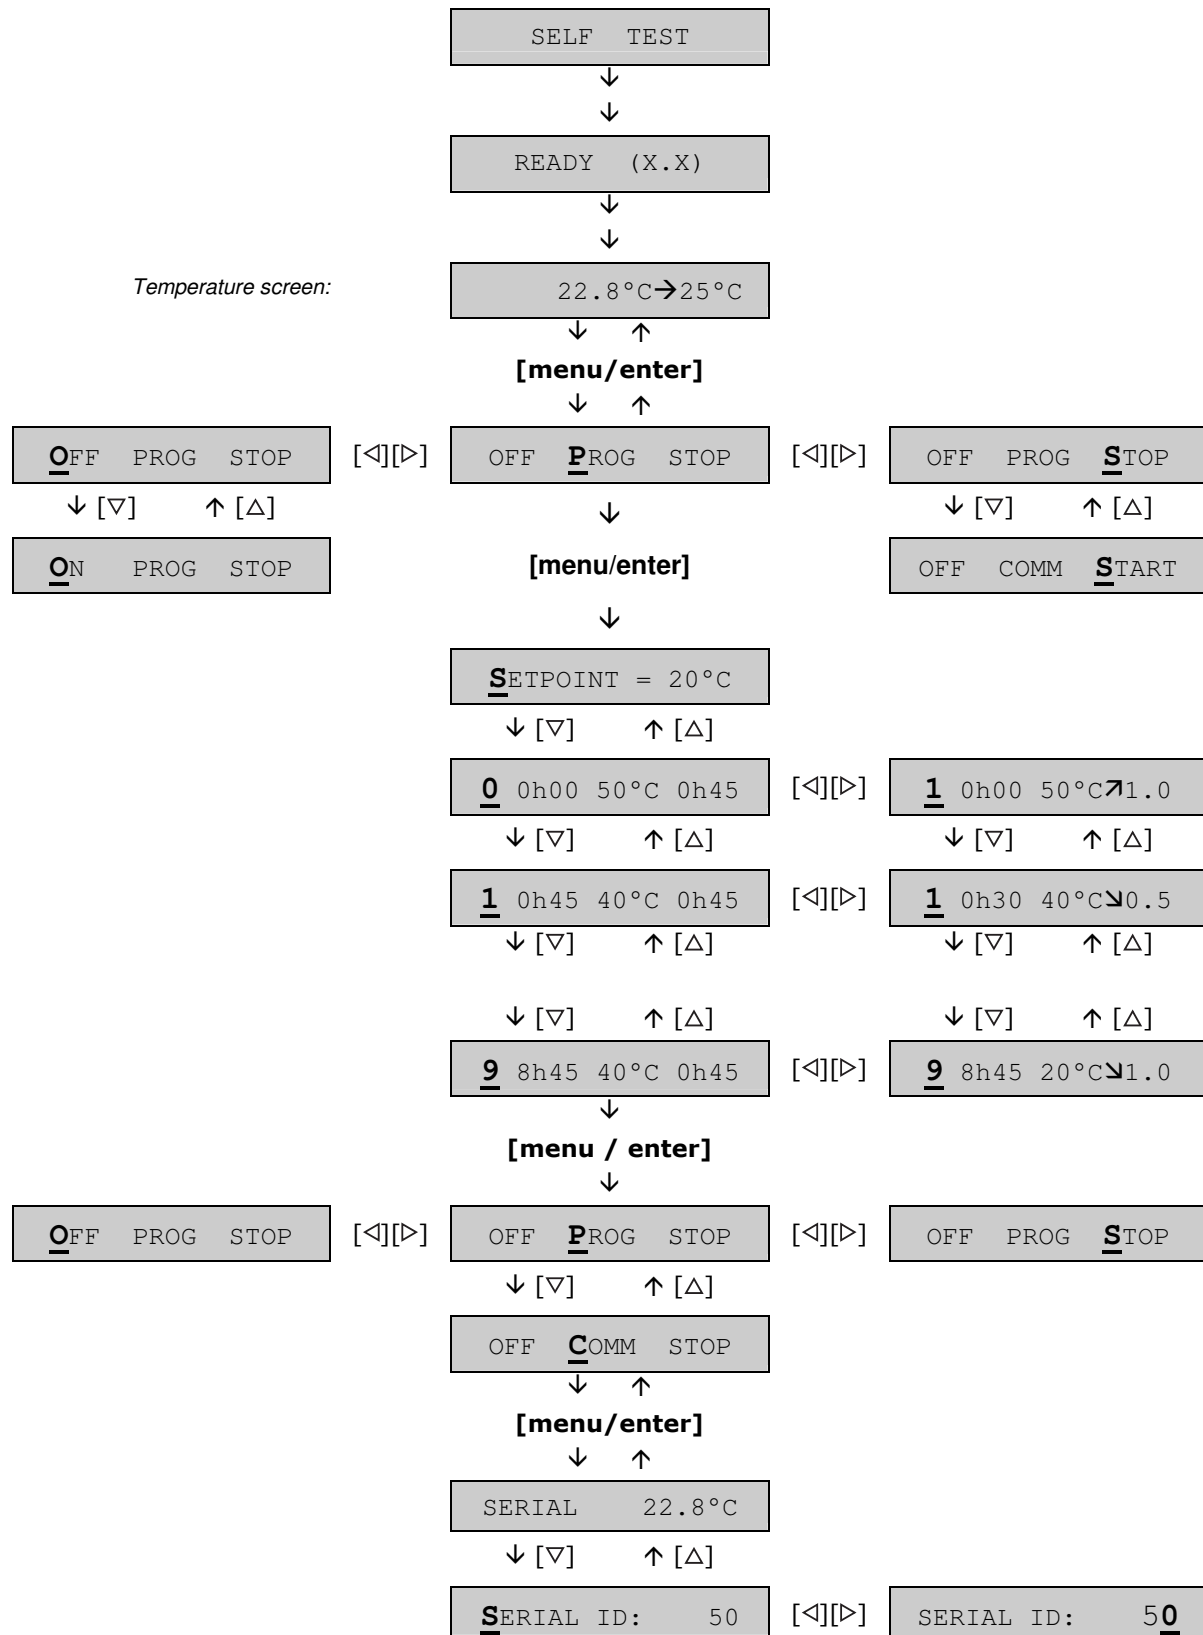 SELF TEST
↓
↓
READY (X.X)
↓
↓
Temperature screen: 22.8°C→25°C
↓ ↑
[menu/enter]
↓ ↑
OFF PROG STOP [◁][▷] OFF PROG STOP [◁][▷] OFF PROG STOP
↓ [▽] ↑ [△] ↓ ↓ [▽] ↑ [△]
ON PROG STOP [menu/enter] OFF COMM START
↓
SETPOINT = 20°C
↓ [▽] ↑ [△]
0 0h00 50°C 0h45 [◁][▷] 1 0h00 50°C↗1.0
↓ [▽] ↑ [△] ↓ [▽] ↑ [△]
1 0h45 40°C 0h45 [◁][▷] 1 0h30 40°C↘0.5
↓ [▽] ↑ [△] ↓ [▽] ↑ [△]
↓ [▽] ↑ [△] ↓ [▽] ↑ [△]
9 8h45 40°C 0h45 [◁][▷] 9 8h45 20°C↘1.0
↓
[menu / enter]
↓
OFF PROG STOP [◁][▷] OFF PROG STOP [◁][▷] OFF PROG STOP
↓ [▽] ↑ [△]
OFF COMM STOP
↓ ↑
[menu/enter]
↓ ↑
SERIAL 22.8°C
↓ [▽] ↑ [△]
SERIAL ID: 50 [◁][▷] SERIAL ID: 50